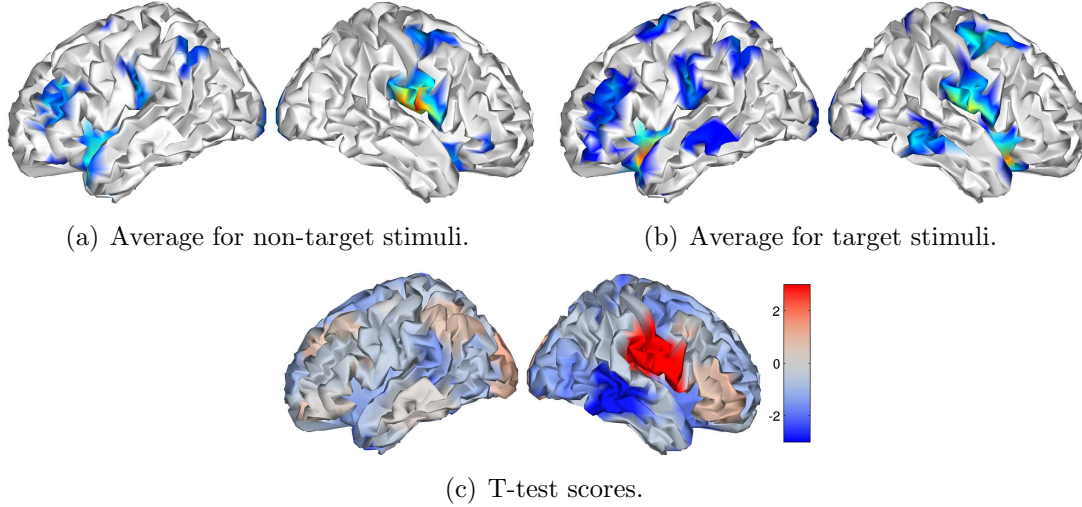 (a) Average for non-target stimuli.
(b) Average for target stimuli.
2
0
-2
(c) T-test scores.